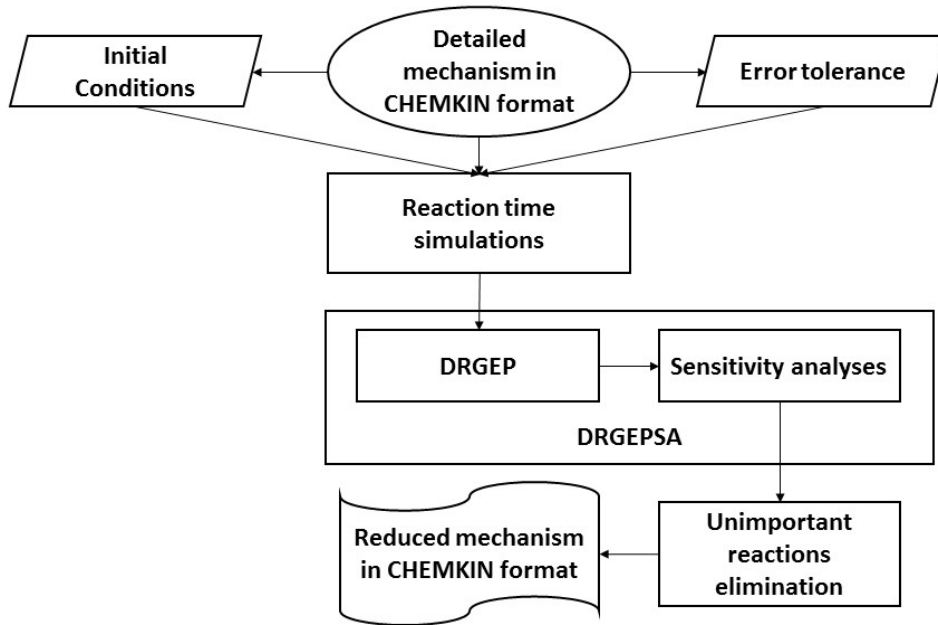 Initial
Conditions
Detailed
mechanism in
CHEMKIN format
Error tolerance
Reaction time
simulations
DRGEP
Sensitivity analyses
DRGEPSA
Reduced mechanism
in CHEMKIN format
Unimportant
reactions
elimination